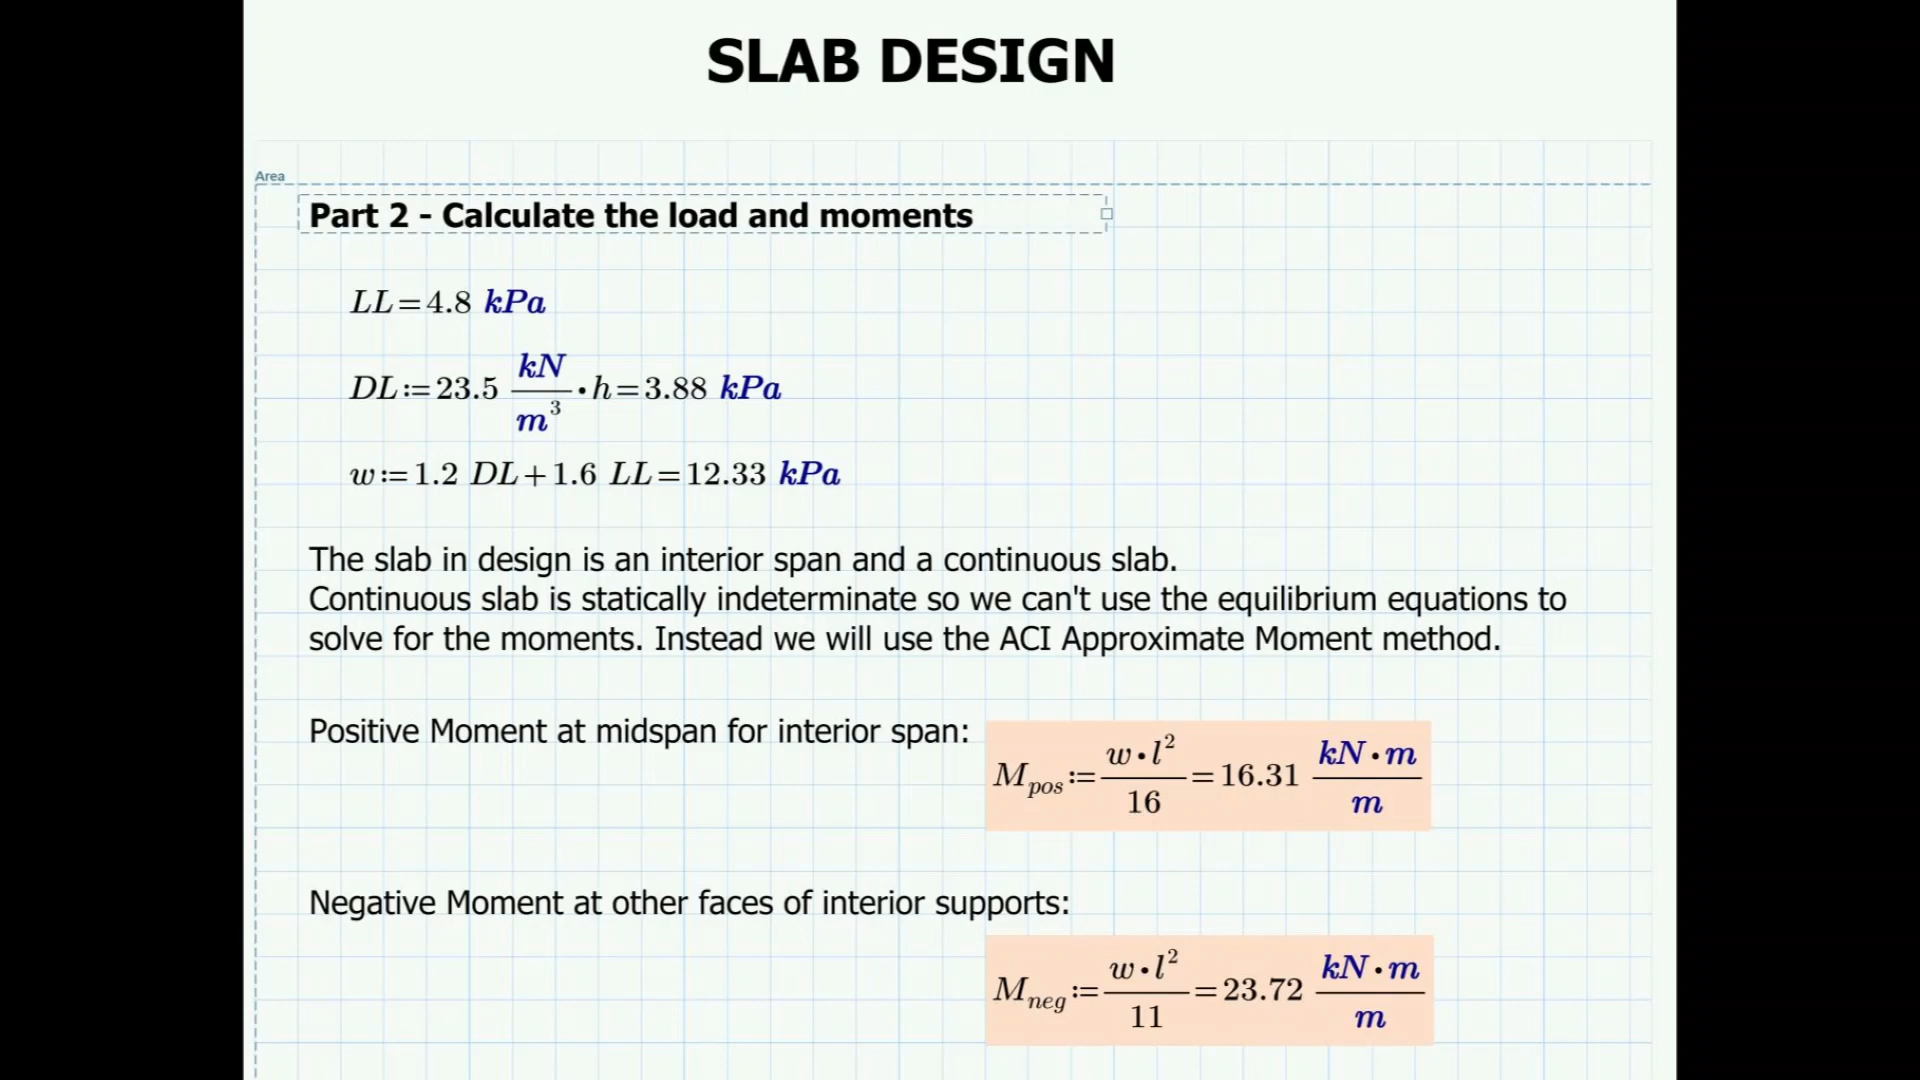 SLAB DESIGN
Area
Part 2 - Calculate the load and moments
LL=4.8 kPa
DL:=23.5 kN/m³ · h=3.88 kPa
w:=1.2 DL+1.6 LL=12.33 kPa
The slab in design is an interior span and a continuous slab.
Continuous slab is statically indeterminate so we can't use the equilibrium equations to
solve for the moments. Instead we will use the ACI Approximate Moment method.
Positive Moment at midspan for interior span:
M_pos:=w·l²/16=16.31 kN·m/m
Negative Moment at other faces of interior supports:
M_neg:=w·l²/11=23.72 kN·m/m